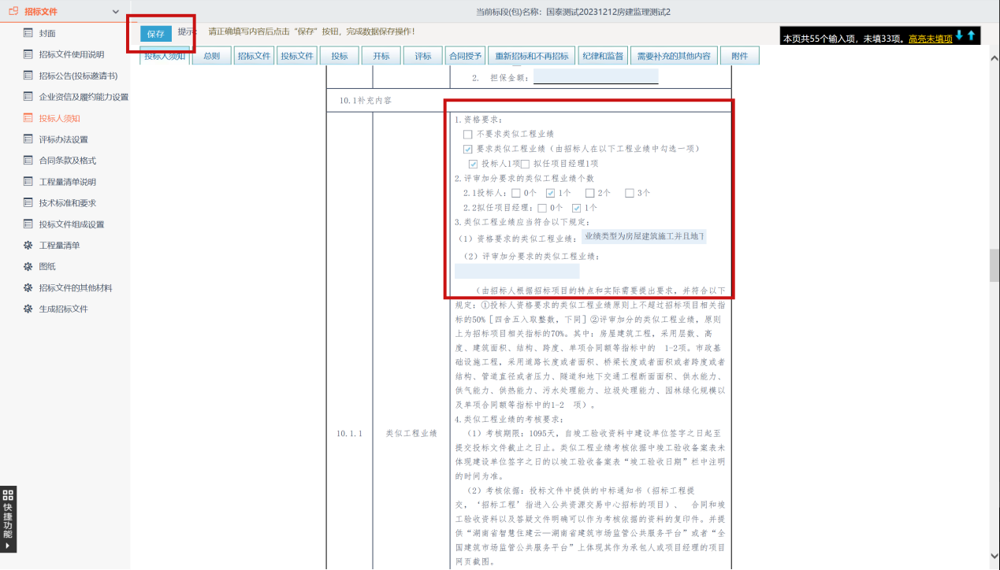 招标文件
当前标段(包)名称：国泰测试20231212房建监理测试2
封面
招标文件使用说明
招标公告(投标邀请书)
企业资信及履约能力设置
投标人须知
评标办法设置
合同条款及格式
工程量清单说明
技术标准和要求
投标文件组成设置
工程量清单
图纸
招标文件的其他材料
生成招标文件
快捷功能
保存
提示： 请正确填写内容后点击“保存”按钮，完成数据保存操作！
本页共55个输入项，未填33项。高亮未填项
投标人须知 总则 招标文件 投标文件 投标 开标 评标 合同授予 重新招标和不再招标 纪律和监督 需要补充的其他内容 附件
2. 担保金额：
10.1补充内容
10.1.1 类似工程业绩
1.资格要求：
不要求类似工程业绩
要求类似工程业绩（由招标人在以下工程业绩中勾选一项）
投标人1项 拟任项目经理1项
2.评审加分要求的类似工程业绩个数
2.1投标人： 0个 1个 2个 3个
2.2拟任项目经理： 0个 1个
3.类似工程业绩应当符合以下规定：
（1）资格要求的类似工程业绩： 业绩类型为房屋建筑施工并且地下
（2）评审加分要求的类似工程业绩：
（由招标人根据招标项目的特点和实际需要提出要求，并符合以下
规定：①投标人资格要求的类似工程业绩原则上不超过招标项目相关指
标的50%［四舍五入取整数，下同］②评审加分的类似工程业绩，原则
上为招标项目相关指标的70%。其中：房屋建筑工程，采用层数、高
度、建筑面积、结构、跨度、单项合同额等指标中的 1-2项。市政基
础设施工程，采用道路长度或者面积、桥梁长度或者面积或者跨度或者
结构、管道直径或者压力、隧道和地下交通工程断面面积、供水能力、
供气能力、供热能力、污水处理能力、垃圾处理能力、园林绿化规模以
及单项合同额等指标中的1-2 项）。
4.类似工程业绩的考核要求：
（1）考核期限：1095天，自竣工验收资料中建设单位签字之日起至
提交投标文件截止之日止。类似工程业绩考核依据中竣工验收备案表未
体现建设单位签字之日的以竣工验收备案表“竣工验收日期”栏中注明
的时间为准。
（2）考核依据：投标文件中提供的中标通知书（招标工程提
交，‘招标工程’指进入公共资源交易中心招标的项目）、 合同和竣
工验收资料以及答疑文件明确可以作为考核依据的资料的复印件。并提
供“湖南省智慧住建云—湖南省建筑市场监管公共服务平台”或者“全
国建筑市场监管公共服务平台”上体现其作为承包人或项目经理的项目
网页截图。